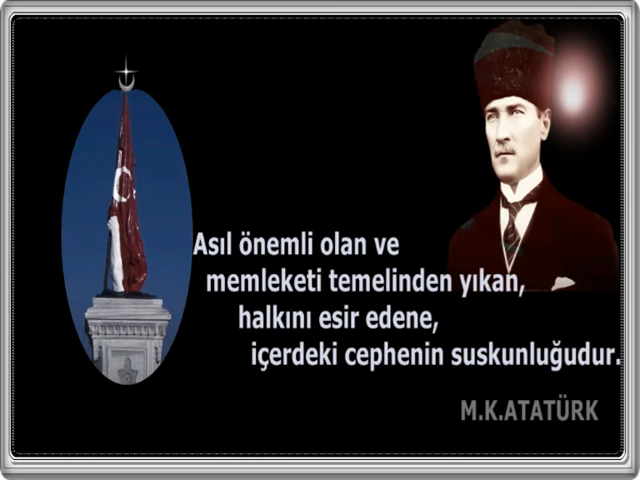 Asıl önemli olan ve
memleketi temelinden yıkan,
halkını esir edene,
içerdeki cephenin suskunluğudur.
M.K.ATATÜRK